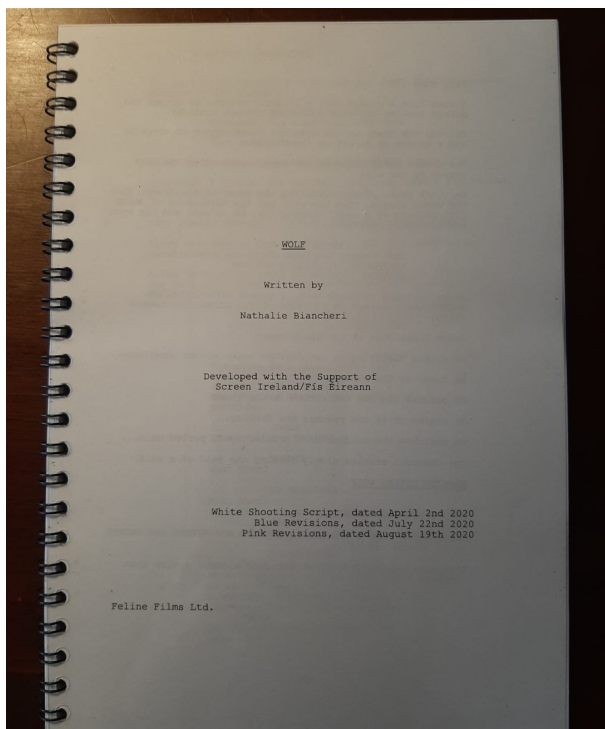 WOLF
Written by
Nathalie Biancheri
Developed with the Support of
Screen Ireland/Fís Éireann
White Shooting Script, dated April 2nd 2020
Blue Revisions, dated July 22nd 2020
Pink Revisions, dated August 19th 2020
Feline Films Ltd.